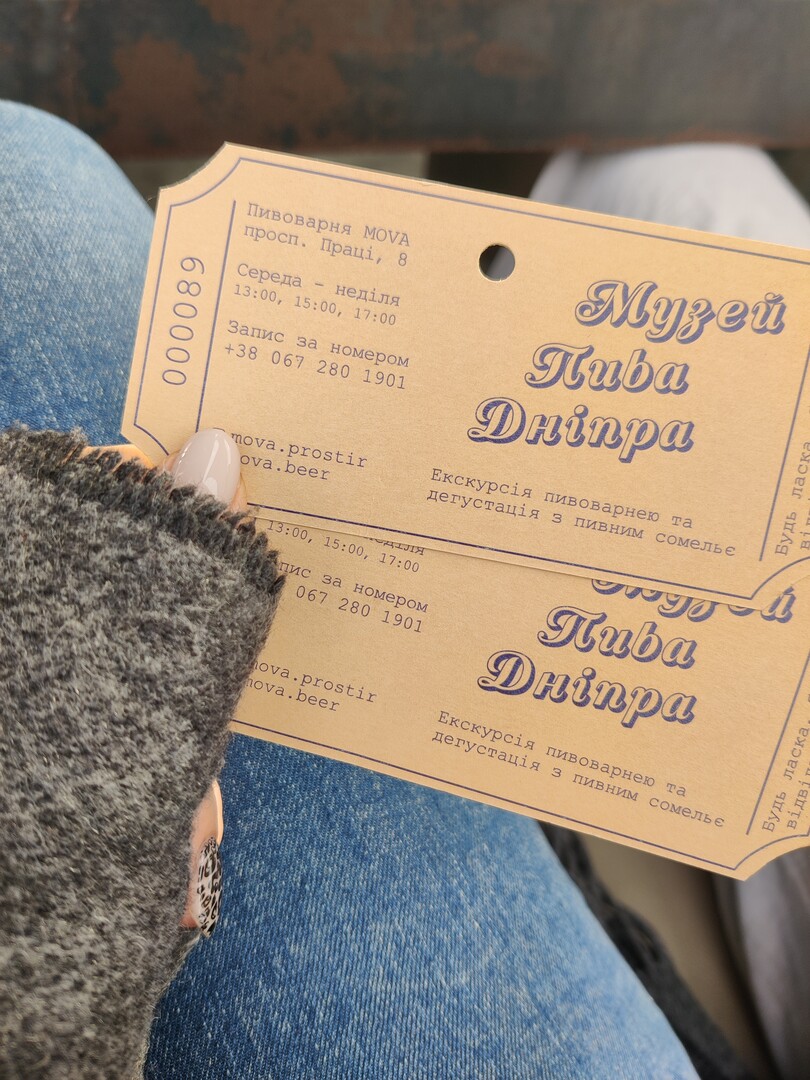 000089
Пивоварня MOVA
просп. Праці, 8
Середа – неділя
13:00, 15:00, 17:00
Запис за номером
+38 067 280 1901
mova.prostir
mova.beer
Музей
Пива
Дніпра
Екскурсія пивоварнею та
дегустація з пивним сомельє
Будь ласка
13:00, 15:00, 17:00
за номером
067 280 1901
mova.prostir
mova.beer
Музей
Пива
Дніпра
Екскурсія пивоварнею та
дегустація з пивним сомельє
Будь ласка